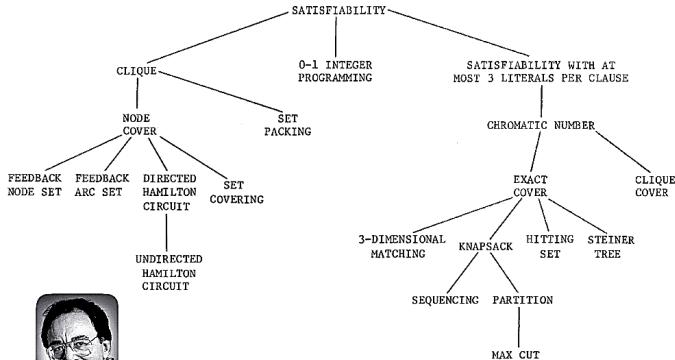 SATISFIABILITY
CLIQUE
0-1 INTEGER
PROGRAMMING
SATISFIABILITY WITH AT
MOST 3 LITERALS PER CLAUSE
NODE
COVER
SET
PACKING
CHROMATIC NUMBER
FEEDBACK
NODE SET
FEEDBACK
ARC SET
DIRECTED
HAMILTON
CIRCUIT
SET
COVERING
EXACT
COVER
CLIQUE
COVER
3-DIMENSIONAL
MATCHING
KNAPSACK
HITTING
SET
STEINER
TREE
UNDIRECTED
HAMILTON
CIRCUIT
SEQUENCING
PARTITION
MAX CUT